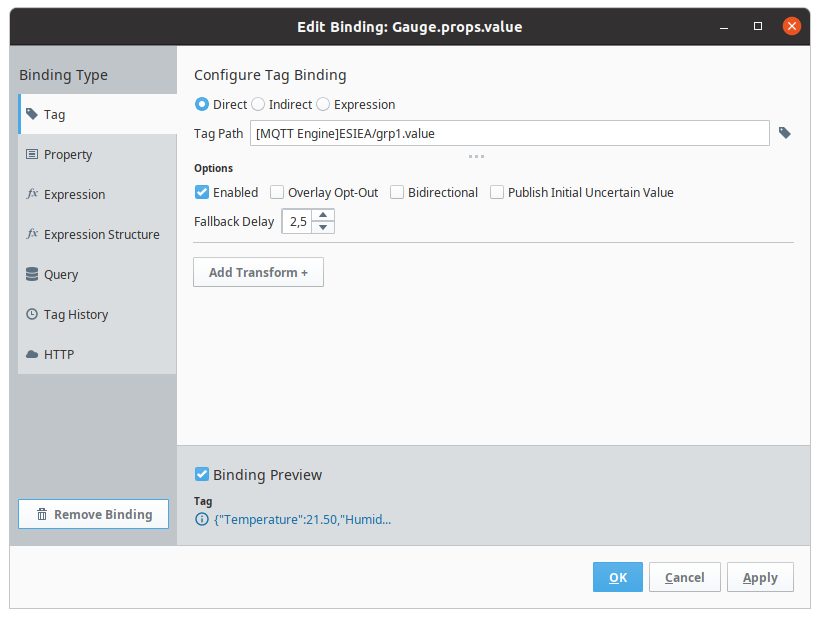 Edit Binding: Gauge.props.value
Binding Type
Tag
Property
fx Expression
fx Expression Structure
Query
Tag History
HTTP
Remove Binding
Configure Tag Binding
Direct Indirect Expression
Tag Path [MQTT Engine]ESIEA/grp1.value
Options
Enabled Overlay Opt-Out Bidirectional Publish Initial Uncertain Value
Fallback Delay 2,5
Add Transform +
Binding Preview
Tag
{"Temperature":21.50,"Humid...
OK Cancel Apply